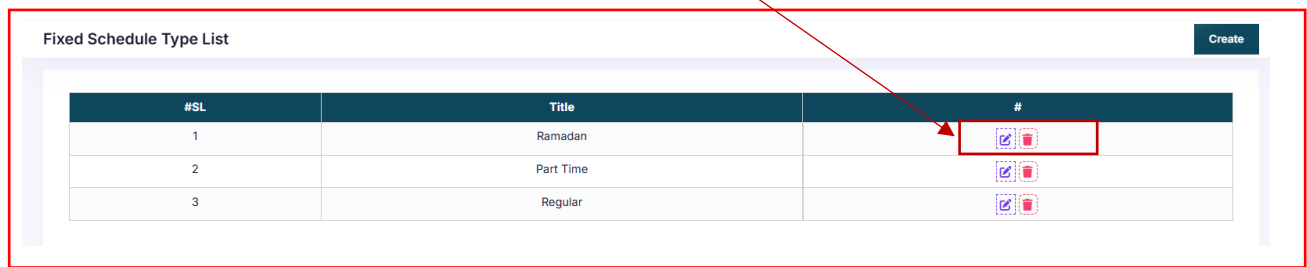 Fixed Schedule Type List Create
#SL Title #
1 Ramadan
2 Part Time
3 Regular